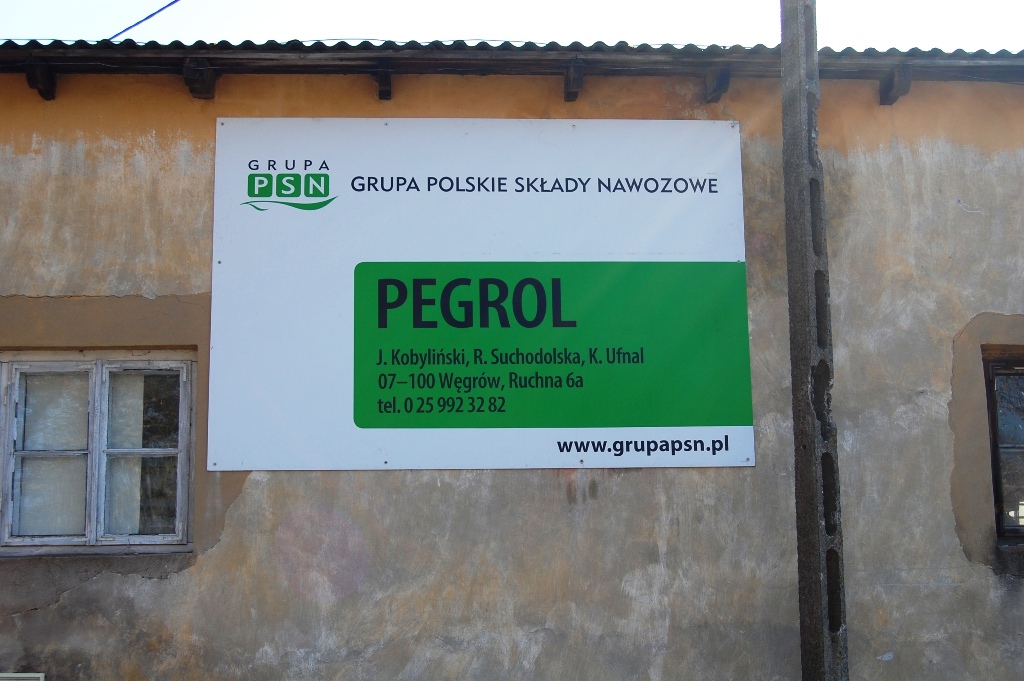 GRUPA
PSN
GRUPA POLSKIE SKŁADY NAWOZOWE
PEGROL
J. Kobyliński, R. Suchodolska, K. Ufnal
07–100 Węgrów, Ruchna 6a
tel. 0 25 992 32 82
www.grupapsn.pl